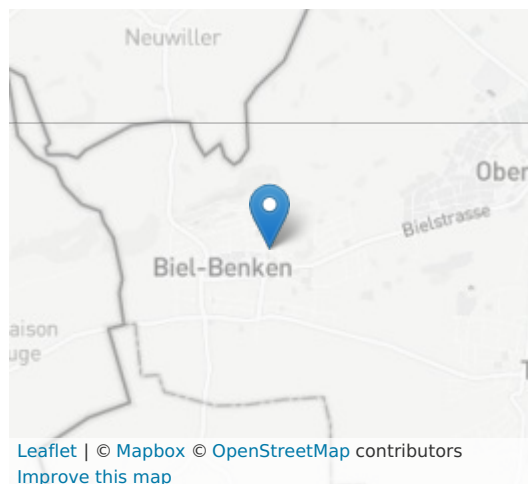 Neuwiller
Ober
Bielstrasse
Biel-Benken
aison
uge
T
Leaflet | © Mapbox © OpenStreetMap contributors
Improve this map